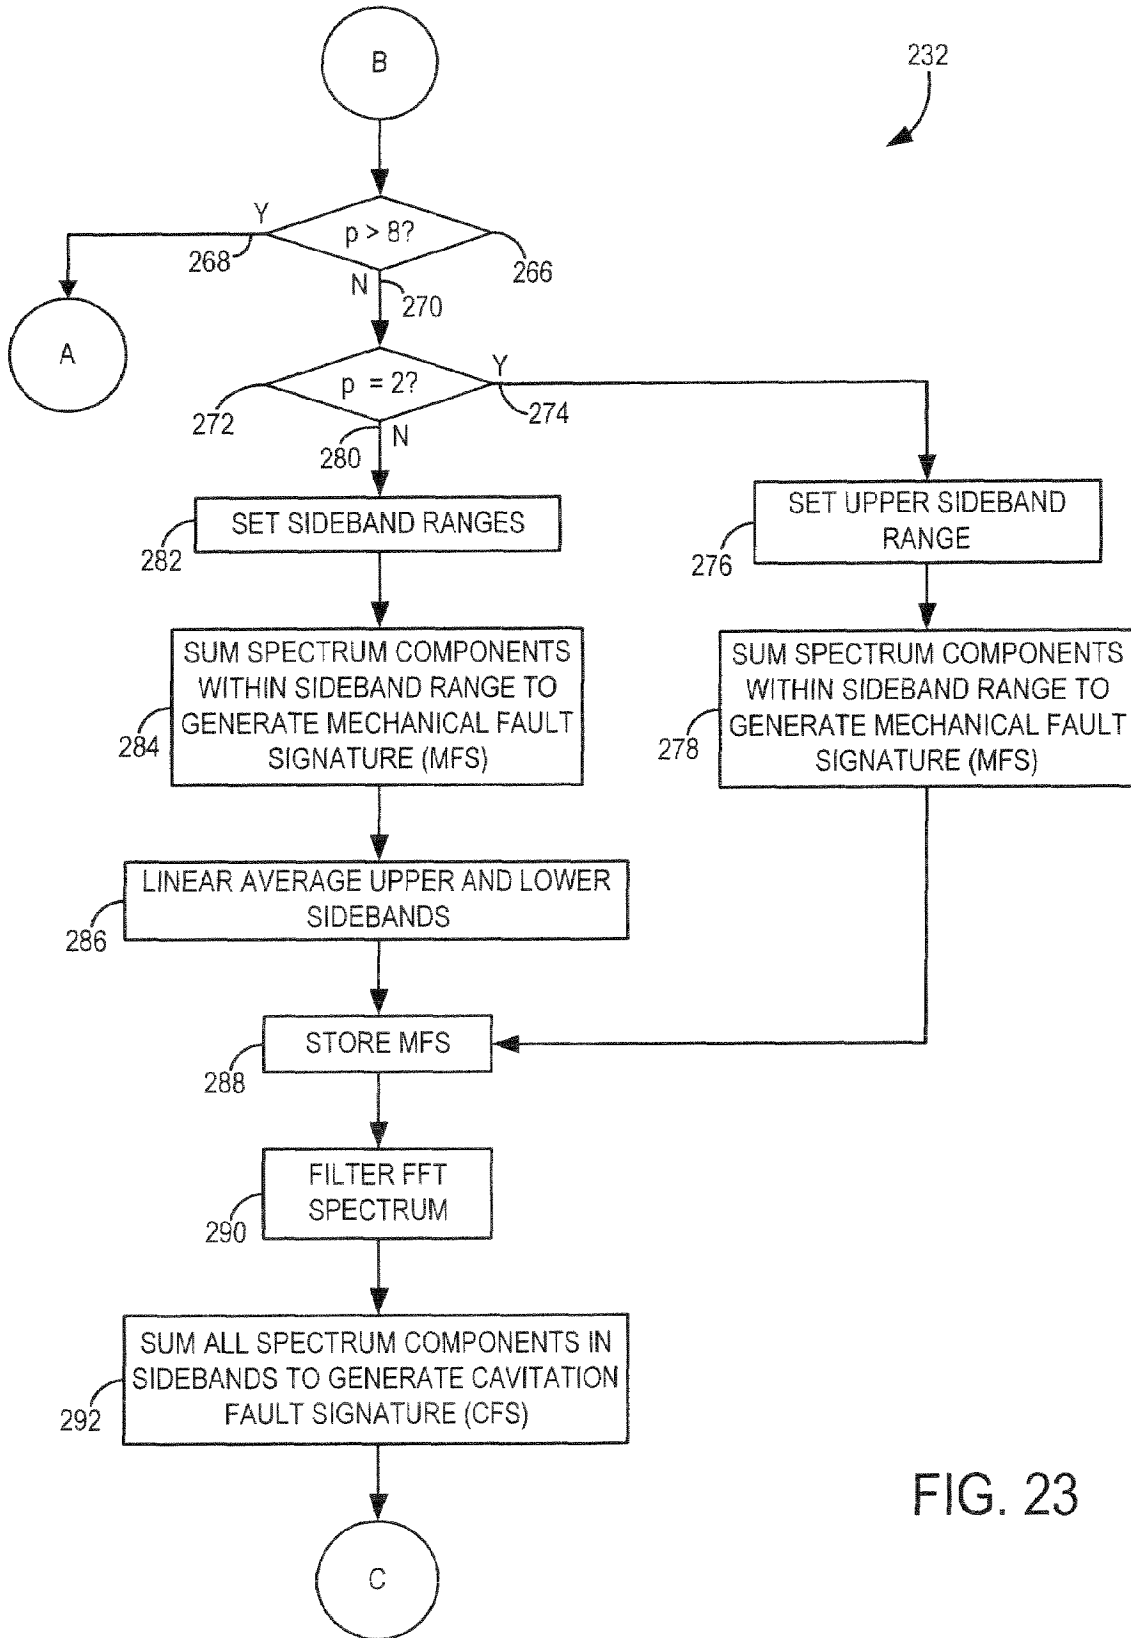 B
232
Y
p > 8?
268
266
N
270
A
Y
p = 2?
272
274
280
N
SET SIDEBAND RANGES
282
SET UPPER SIDEBAND
RANGE
276
SUM SPECTRUM COMPONENTS
WITHIN SIDEBAND RANGE TO
GENERATE MECHANICAL FAULT
SIGNATURE (MFS)
284
SUM SPECTRUM COMPONENTS
WITHIN SIDEBAND RANGE TO
GENERATE MECHANICAL FAULT
SIGNATURE (MFS)
278
LINEAR AVERAGE UPPER AND LOWER
SIDEBANDS
286
STORE MFS
288
FILTER FFT
SPECTRUM
290
SUM ALL SPECTRUM COMPONENTS IN
SIDEBANDS TO GENERATE CAVITATION
FAULT SIGNATURE (CFS)
292
FIG. 23
C